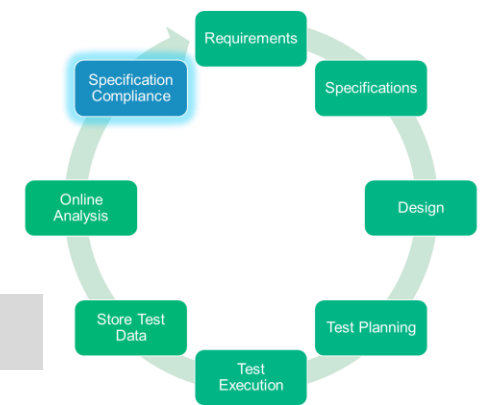 Requirements
Specifications
Design
Test Planning
Test
Execution
Store Test
Data
Online
Analysis
Specification
Compliance